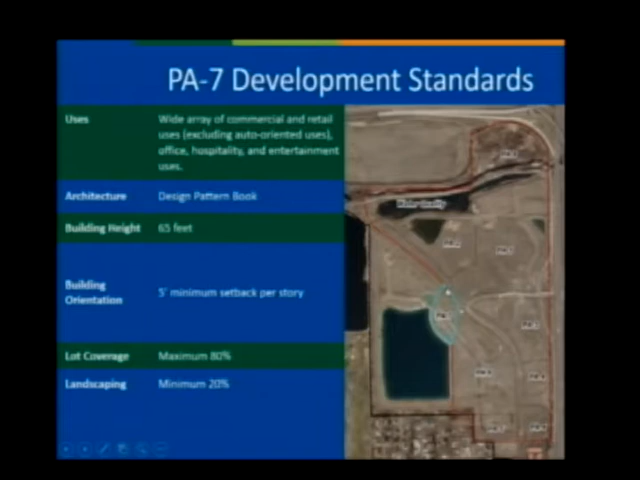 PA-7 Development Standards
Uses
Wide array of commercial and retail
uses (excluding auto-oriented uses),
office, hospitality, and entertainment
uses.
Architecture
Design Pattern Book
Building Height
65 feet
Building
Orientation
5' minimum setback per story
Lot Coverage
Maximum 80%
Landscaping
Minimum 20%
Water Quality